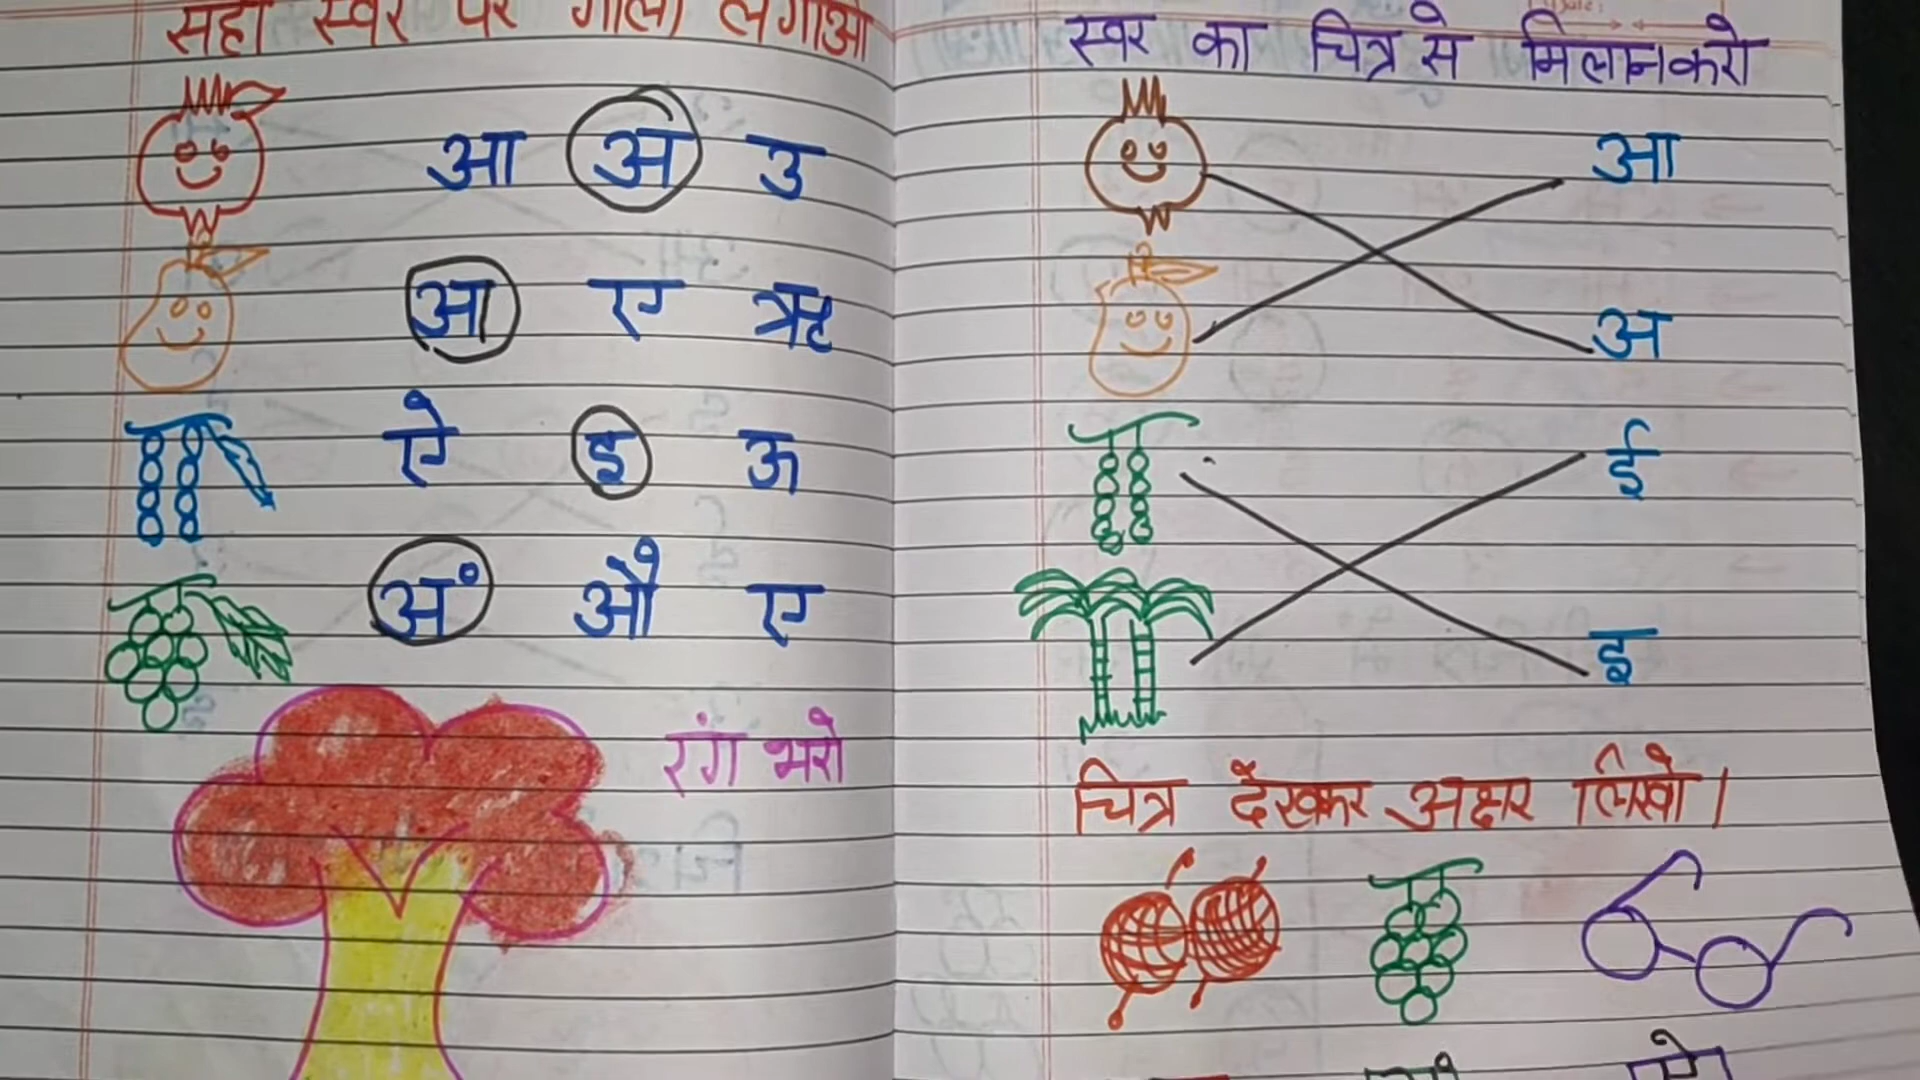 सही स्वर पर गोला लगाओ
आ अ उ
आ ए ऋ
ऐ इ ऊ
अं औ ए
रंग भरो
स्वर का चित्र से मिलान करो
आ
अ
ई
इ
चित्र देखकर अक्षर लिखो।